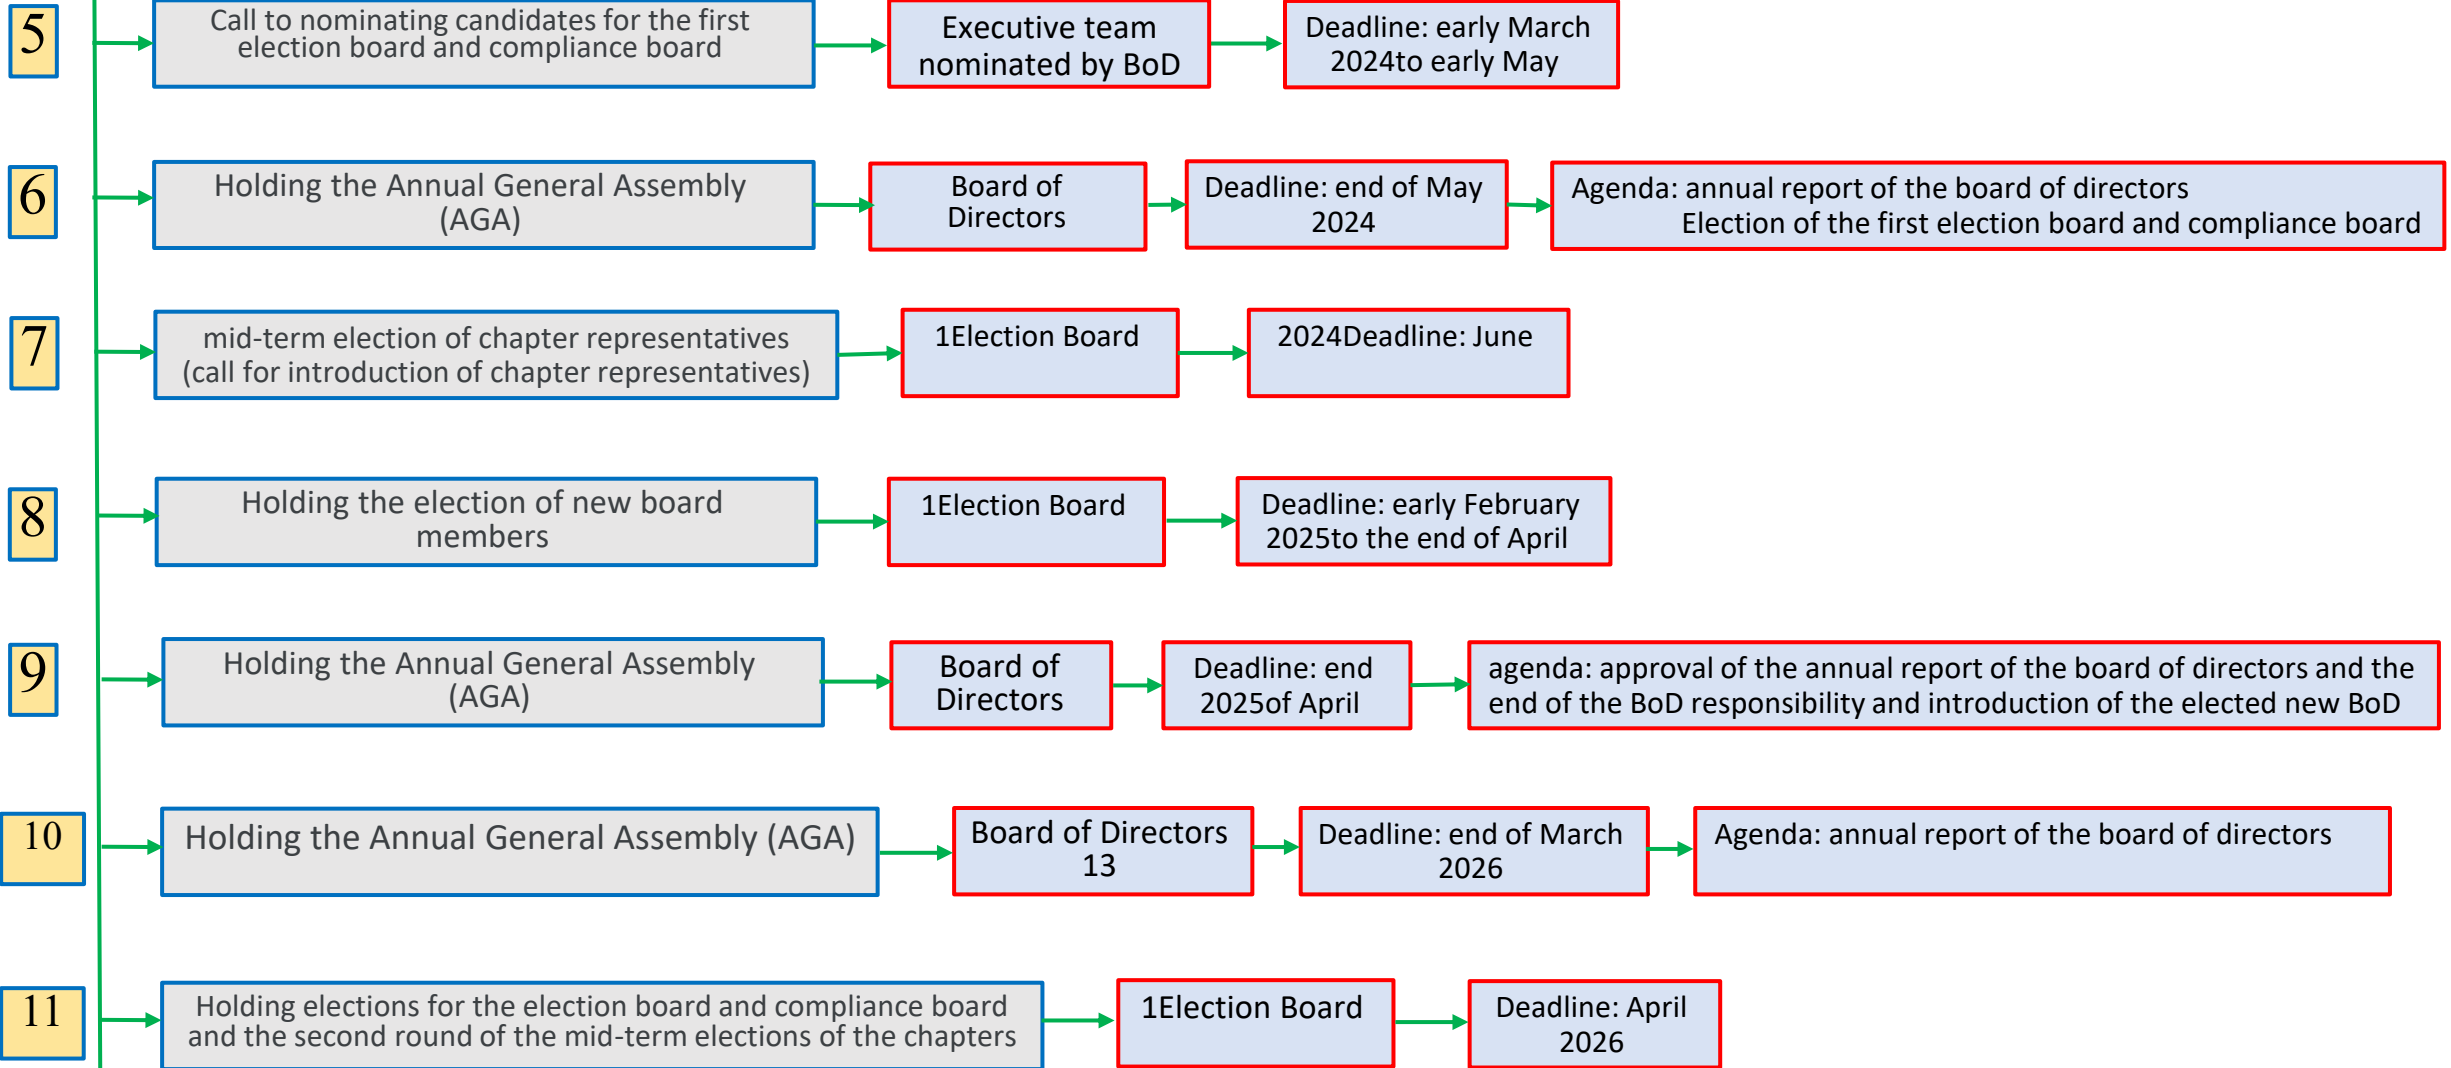 5
Call to nominating candidates for the first
election board and compliance board
Executive team
nominated by BoD
Deadline: early March
2024to early May
6
Holding the Annual General Assembly
(AGA)
Board of
Directors
Deadline: end of May
2024
Agenda: annual report of the board of directors
Election of the first election board and compliance board
7
mid-term election of chapter representatives
(call for introduction of chapter representatives)
1Election Board
2024Deadline: June
8
Holding the election of new board
members
1Election Board
Deadline: early February
2025to the end of April
9
Holding the Annual General Assembly
(AGA)
Board of
Directors
Deadline: end
2025of April
agenda: approval of the annual report of the board of directors and the
end of the BoD responsibility and introduction of the elected new BoD
10
Holding the Annual General Assembly (AGA)
Board of Directors
13
Deadline: end of March
2026
Agenda: annual report of the board of directors
11
Holding elections for the election board and compliance board
and the second round of the mid-term elections of the chapters
1Election Board
Deadline: April
2026